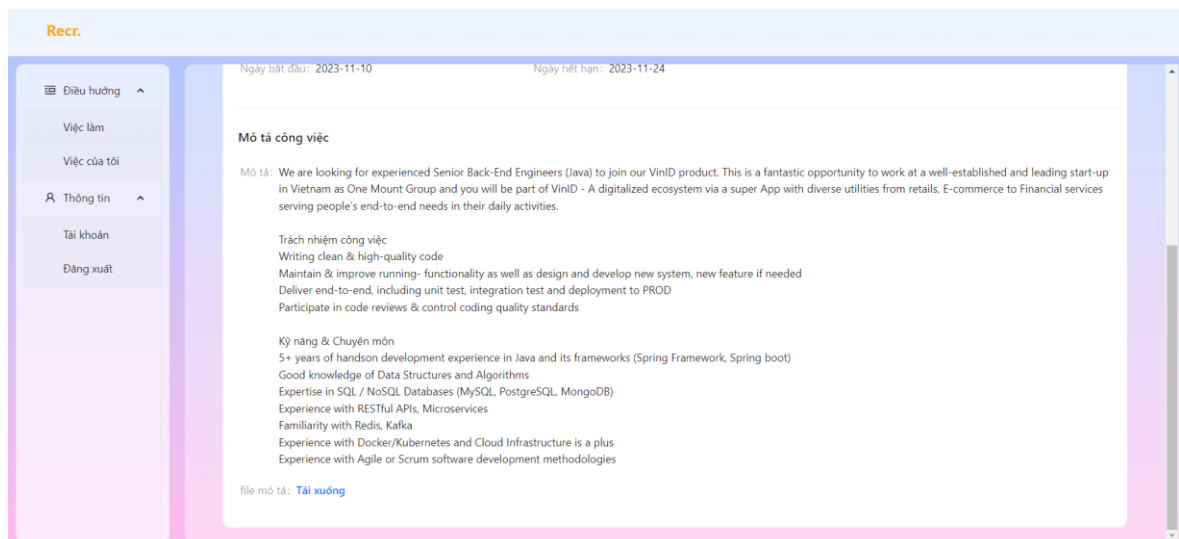 Recr.
Điều hướng
Việc làm
Việc của tôi
Thông tin
Tài khoản
Đăng xuất
Ngày bắt đầu: 2023-11-10 Ngày hết hạn: 2023-11-24
Mô tả công việc
Mô tả: We are looking for experienced Senior Back-End Engineers (Java) to join our VinID product. This is a fantastic opportunity to work at a well-established and leading start-up
in Vietnam as One Mount Group and you will be part of VinID - A digitalized ecosystem via a super App with diverse utilities from retails, E-commerce to Financial services
serving people's end-to-end needs in their daily activities.
Trách nhiệm công việc
Writing clean & high-quality code
Maintain & improve running- functionality as well as design and develop new system, new feature if needed
Deliver end-to-end, including unit test, integration test and deployment to PROD
Participate in code reviews & control coding quality standards
Kỹ năng & Chuyên môn
5+ years of handson development experience in Java and its frameworks (Spring Framework, Spring boot)
Good knowledge of Data Structures and Algorithms
Expertise in SQL / NoSQL Databases (MySQL, PostgreSQL, MongoDB)
Experience with RESTful APIs, Microservices
Familiarity with Redis, Kafka
Experience with Docker/Kubernetes and Cloud Infrastructure is a plus
Experience with Agile or Scrum software development methodologies
file mô tả: Tải xuống